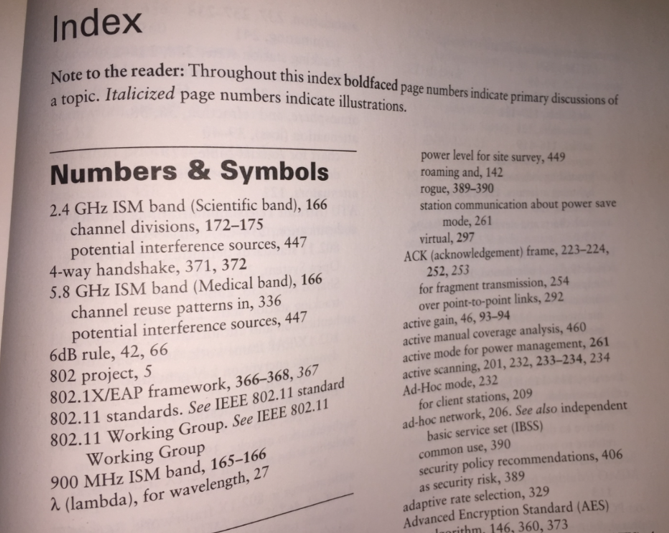 Index
Note to the reader: Throughout this index boldfaced page numbers indicate primary discussions of
a topic. Italicized page numbers indicate illustrations.
Numbers & Symbols
2.4 GHz ISM band (Scientific band), 166
channel divisions, 172–175
potential interference sources, 447
4-way handshake, 371, 372
5.8 GHz ISM band (Medical band), 166
channel reuse patterns in, 336
potential interference sources, 447
6dB rule, 42, 66
802 project, 5
802.1X/EAP framework, 366–368, 367
802.11 standards. See IEEE 802.11 standard
802.11 Working Group. See IEEE 802.11
Working Group
900 MHz ISM band, 165–166
λ (lambda), for wavelength, 27
power level for site survey, 449
roaming and, 142
rogue, 389–390
station communication about power save
mode, 261
virtual, 297
ACK (acknowledgement) frame, 223–224,
252, 253
for fragment transmission, 254
over point-to-point links, 292
active gain, 46, 93–94
active manual coverage analysis, 460
active mode for power management, 261
active scanning, 201, 232, 233–234, 234
Ad-Hoc mode, 232
for client stations, 209
ad-hoc network, 206. See also independent
basic service set (IBSS)
common use, 390
security policy recommendations, 406
as security risk, 389
adaptive rate selection, 329
Advanced Encryption Standard (AES)
146, 360, 373